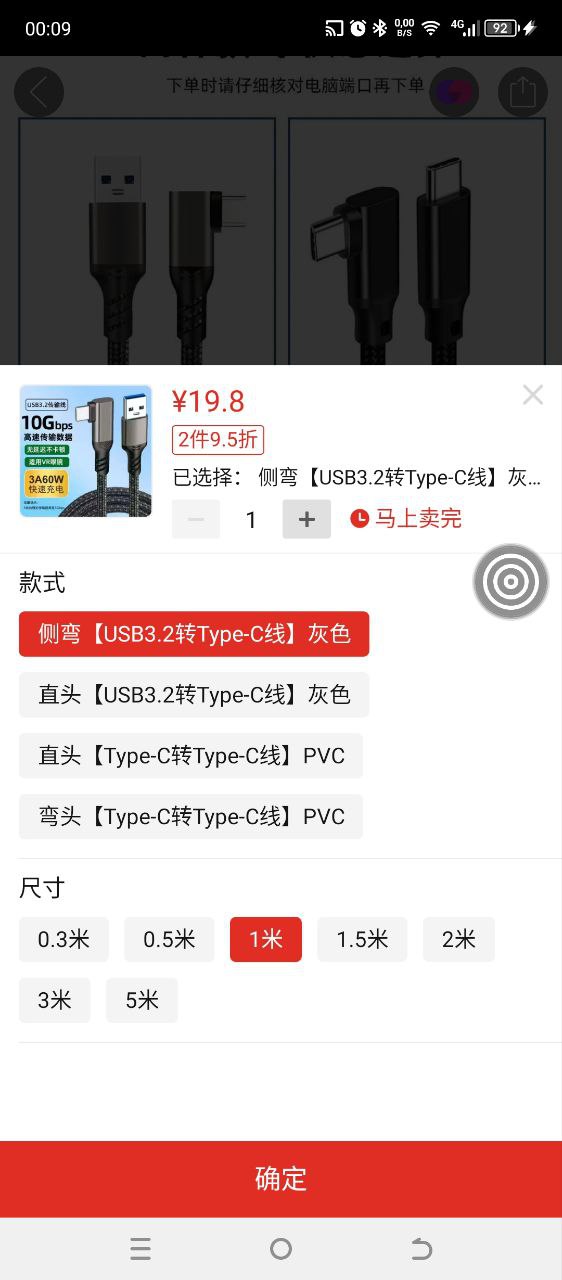 00:09
0,00
B/S
4G
92
下单时请仔细核对电脑端口再下单
USB3.2传输线
10Gbps
高速传输数据
无延迟不卡顿
适用VR眼镜
3A60W
快速充电
¥19.8
2件9.5折
已选择： 侧弯【USB3.2转Type-C线】灰...
1
马上卖完
款式
侧弯【USB3.2转Type-C线】灰色
直头【USB3.2转Type-C线】灰色
直头【Type-C转Type-C线】PVC
弯头【Type-C转Type-C线】PVC
尺寸
0.3米
0.5米
1米
1.5米
2米
3米
5米
确定